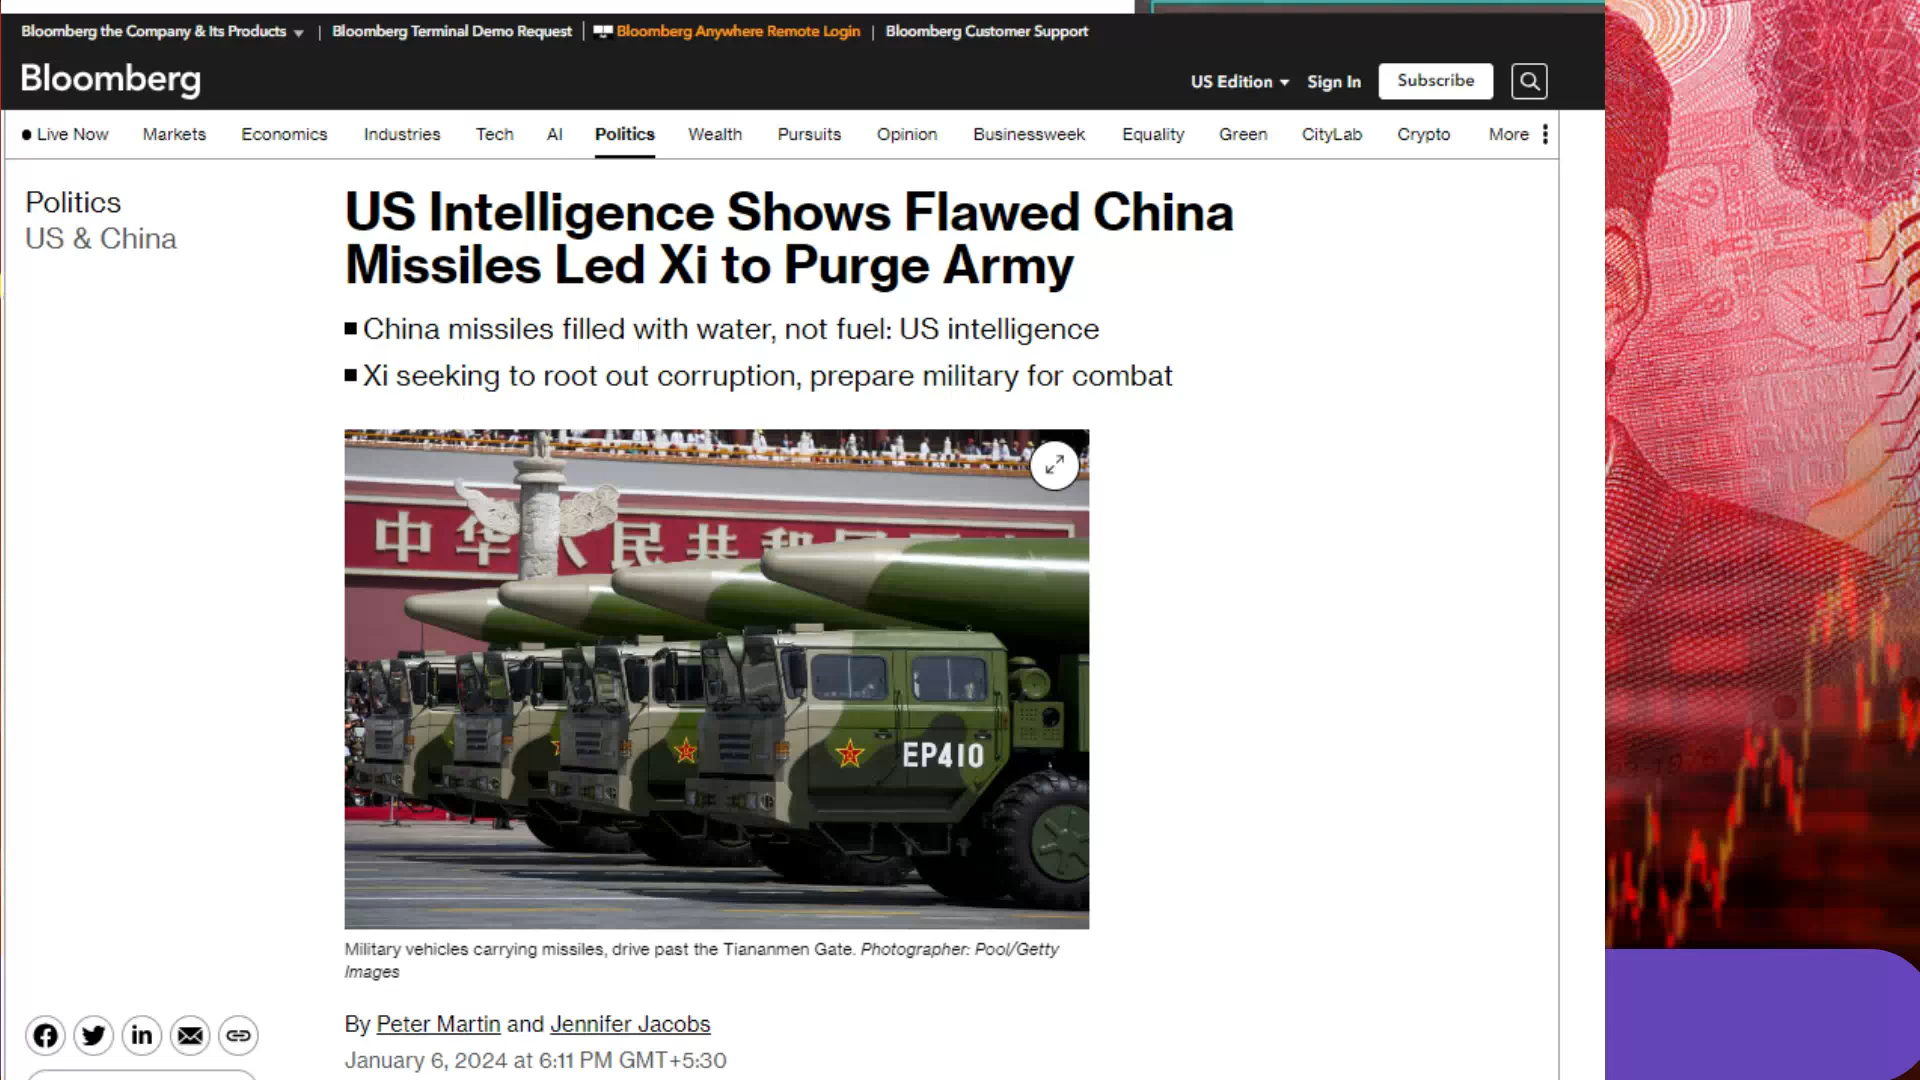 Bloomberg the Company & Its Products | Bloomberg Terminal Demo Request | Bloomberg Anywhere Remote Login | Bloomberg Customer Support
Bloomberg
US Edition Sign In Subscribe
Live Now Markets Economics Industries Tech AI Politics Wealth Pursuits Opinion Businessweek Equality Green CityLab Crypto More
Politics
US & China
US Intelligence Shows Flawed China
Missiles Led Xi to Purge Army
China missiles filled with water, not fuel: US intelligence
Xi seeking to root out corruption, prepare military for combat
中华人民共和国
EP410
Military vehicles carrying missiles, drive past the Tiananmen Gate. Photographer: Pool/Getty
Images
By Peter Martin and Jennifer Jacobs
January 6, 2024 at 6:11 PM GMT+5:30